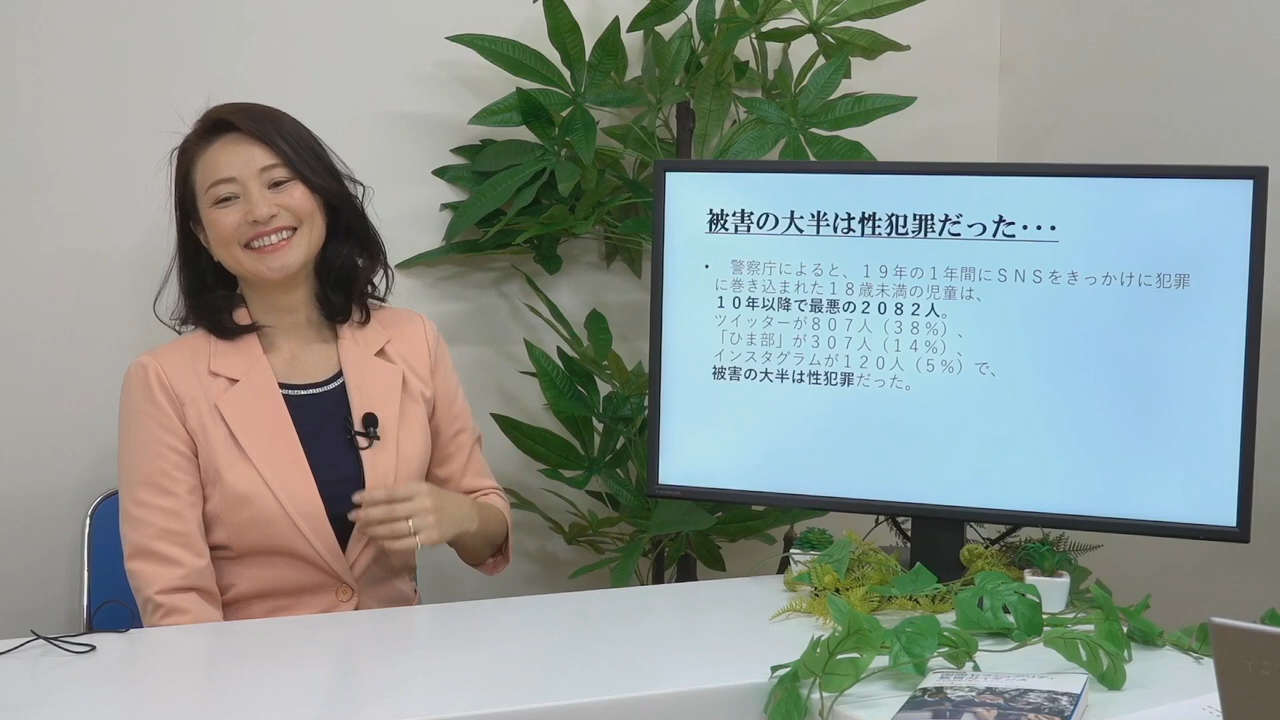 被害の大半は性犯罪だった・・・
・ 警察庁によると、１９年の１年間にＳＮＳをきっかけに犯罪
に巻き込まれた１８歳未満の児童は、
１０年以降で最悪の２０８２人。
ツイッターが８０７人（３８％）、
「ひま部」が３０７人（１４％）、
インスタグラムが１２０人（５％）で、
被害の大半は性犯罪だった。